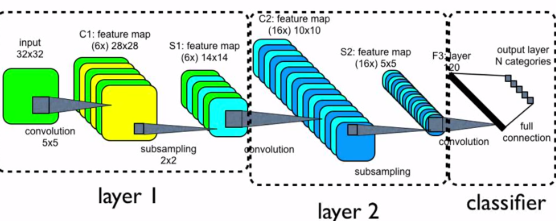 input
32x32
C1: feature map
(6x) 28x28
S1: feature map
(6x) 14x14
C2: feature map
(16x) 10x10
S2: feature map
(16x) 5x5
F3: layer
20
output layer
N categories
convolution
5x5
subsampling
2x2
convolution
subsampling
convolution
full
connection
layer 1
layer 2
classifier